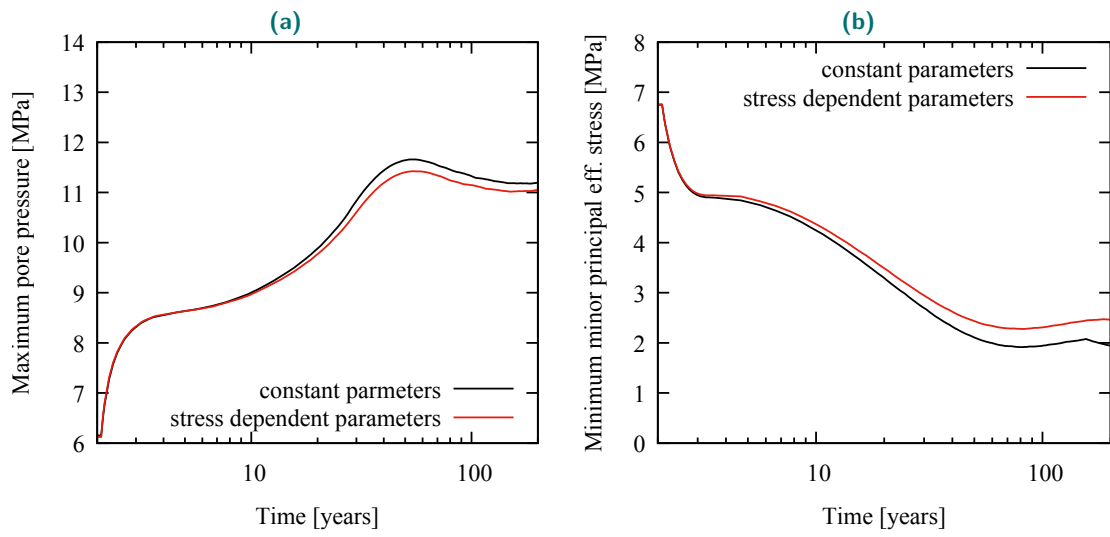 (a)
14
13
12
11
10
9
8
7
6
Maximum pore pressure [MPa]
constant parmeters
stress dependent parameters
10
100
Time [years]
(b)
8
7
6
5
4
3
2
1
0
Minimum minor principal eff. stress [MPa]
constant parameters
stress dependent parameters
10
100
Time [years]